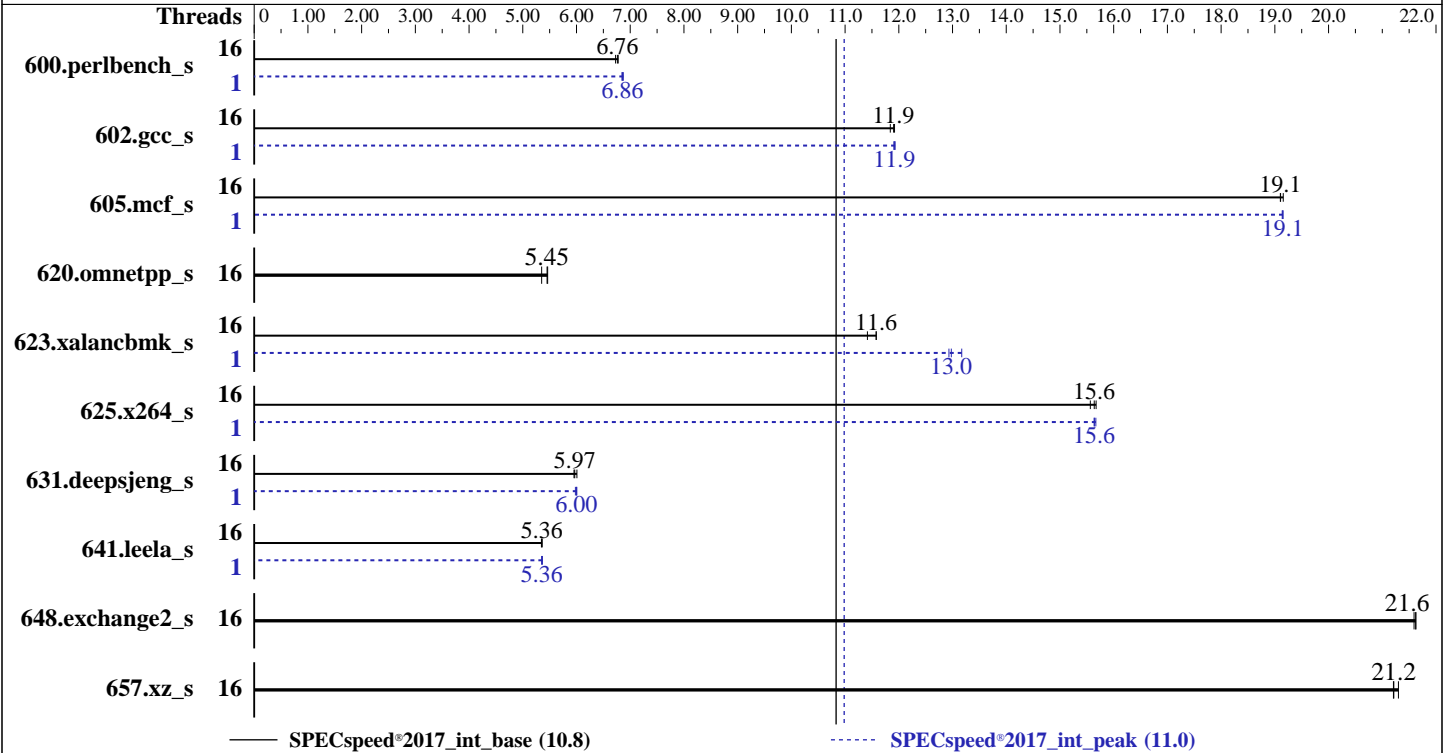 Threads 0 1.00 2.00 3.00 4.00 5.00 6.00 7.00 8.00 9.00 10.0 11.0 12.0 13.0 14.0 15.0 16.0 17.0 18.0 19.0 20.0 22.0
600.perlbench_s 16 6.76
1 6.86
602.gcc_s 16 11.9
1 11.9
605.mcf_s 16 19.1
1 19.1
620.omnetpp_s 16 5.45
623.xalancbmk_s 16 11.6
1 13.0
625.x264_s 16 15.6
1 15.6
631.deepsjeng_s 16 5.97
1 6.00
641.leela_s 16 5.36
1 5.36
648.exchange2_s 16 21.6
657.xz_s 16 21.2
SPECspeed®2017_int_base (10.8) SPECspeed®2017_int_peak (11.0)